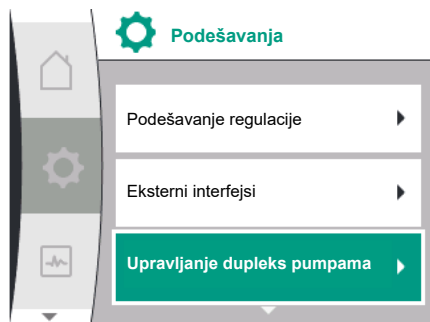 Podešavanja
Podešavanje regulacije
Eksterni interfejsi
Upravljanje dupleks pumpama